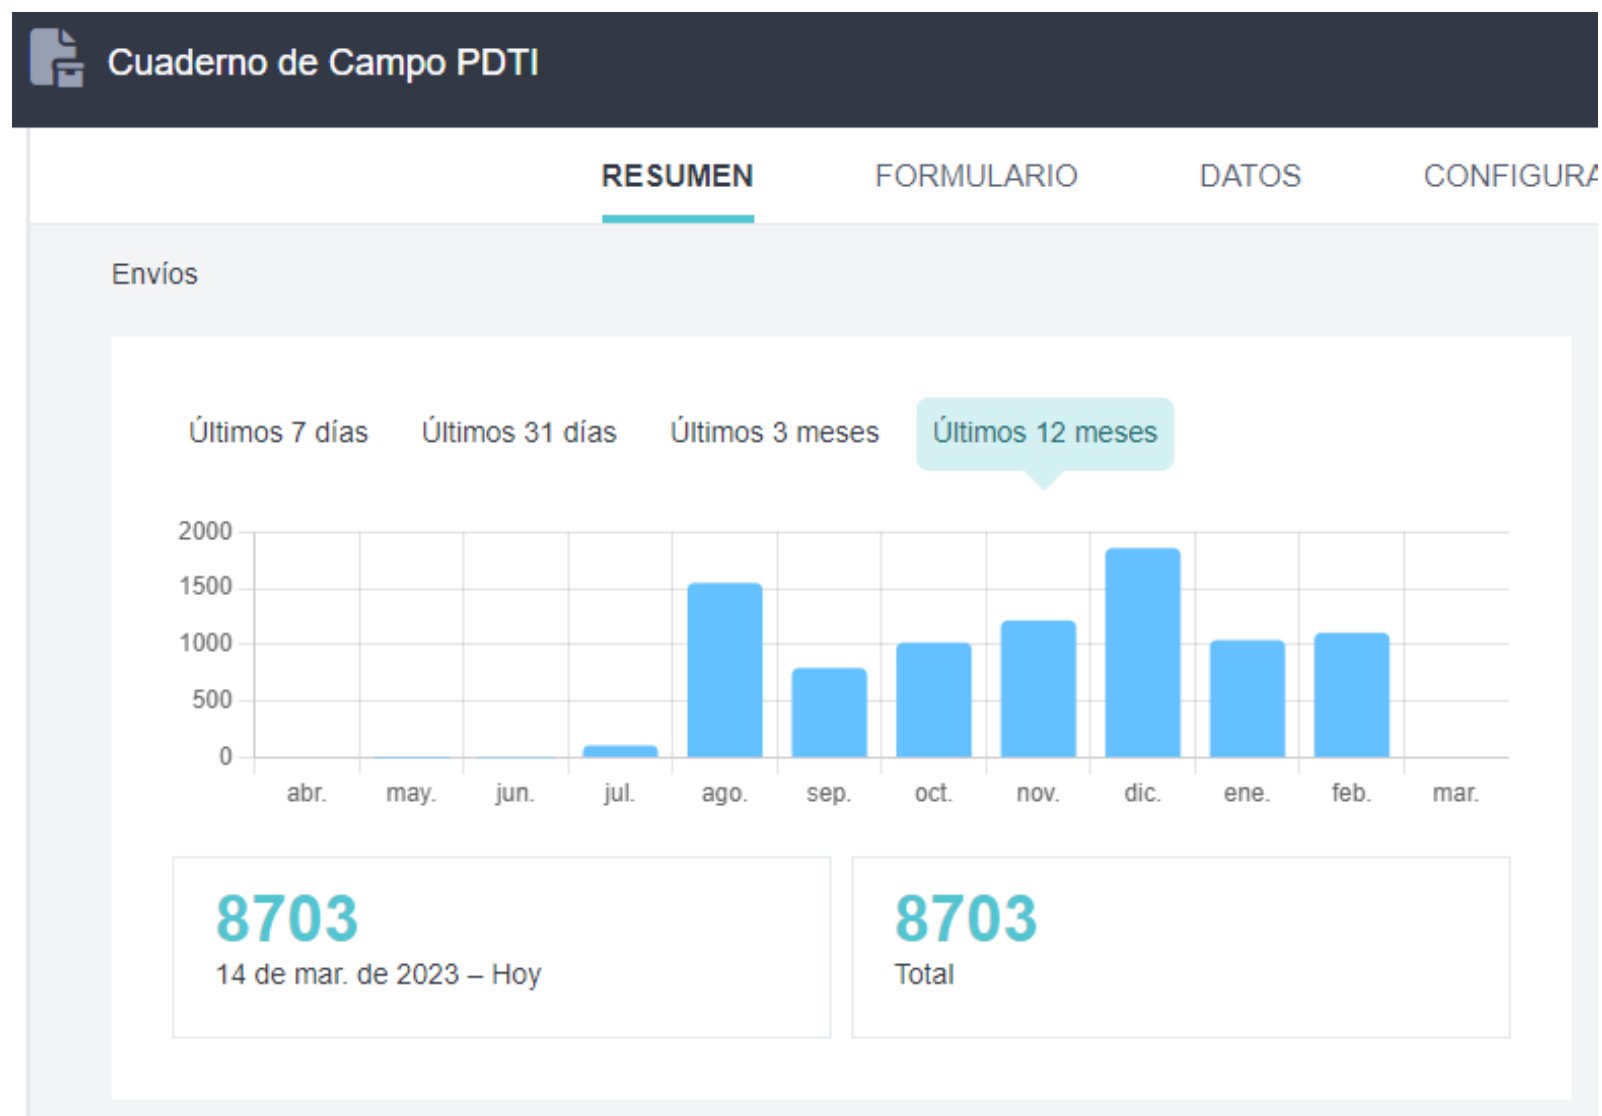 Cuaderno de Campo PDTI
RESUMEN FORMULARIO DATOS CONFIGURA
Envíos
Últimos 7 días Últimos 31 días Últimos 3 meses Últimos 12 meses
2000
1500
1000
500
0
abr. may. jun. jul. ago. sep. oct. nov. dic. ene. feb. mar.
8703
14 de mar. de 2023 – Hoy
8703
Total